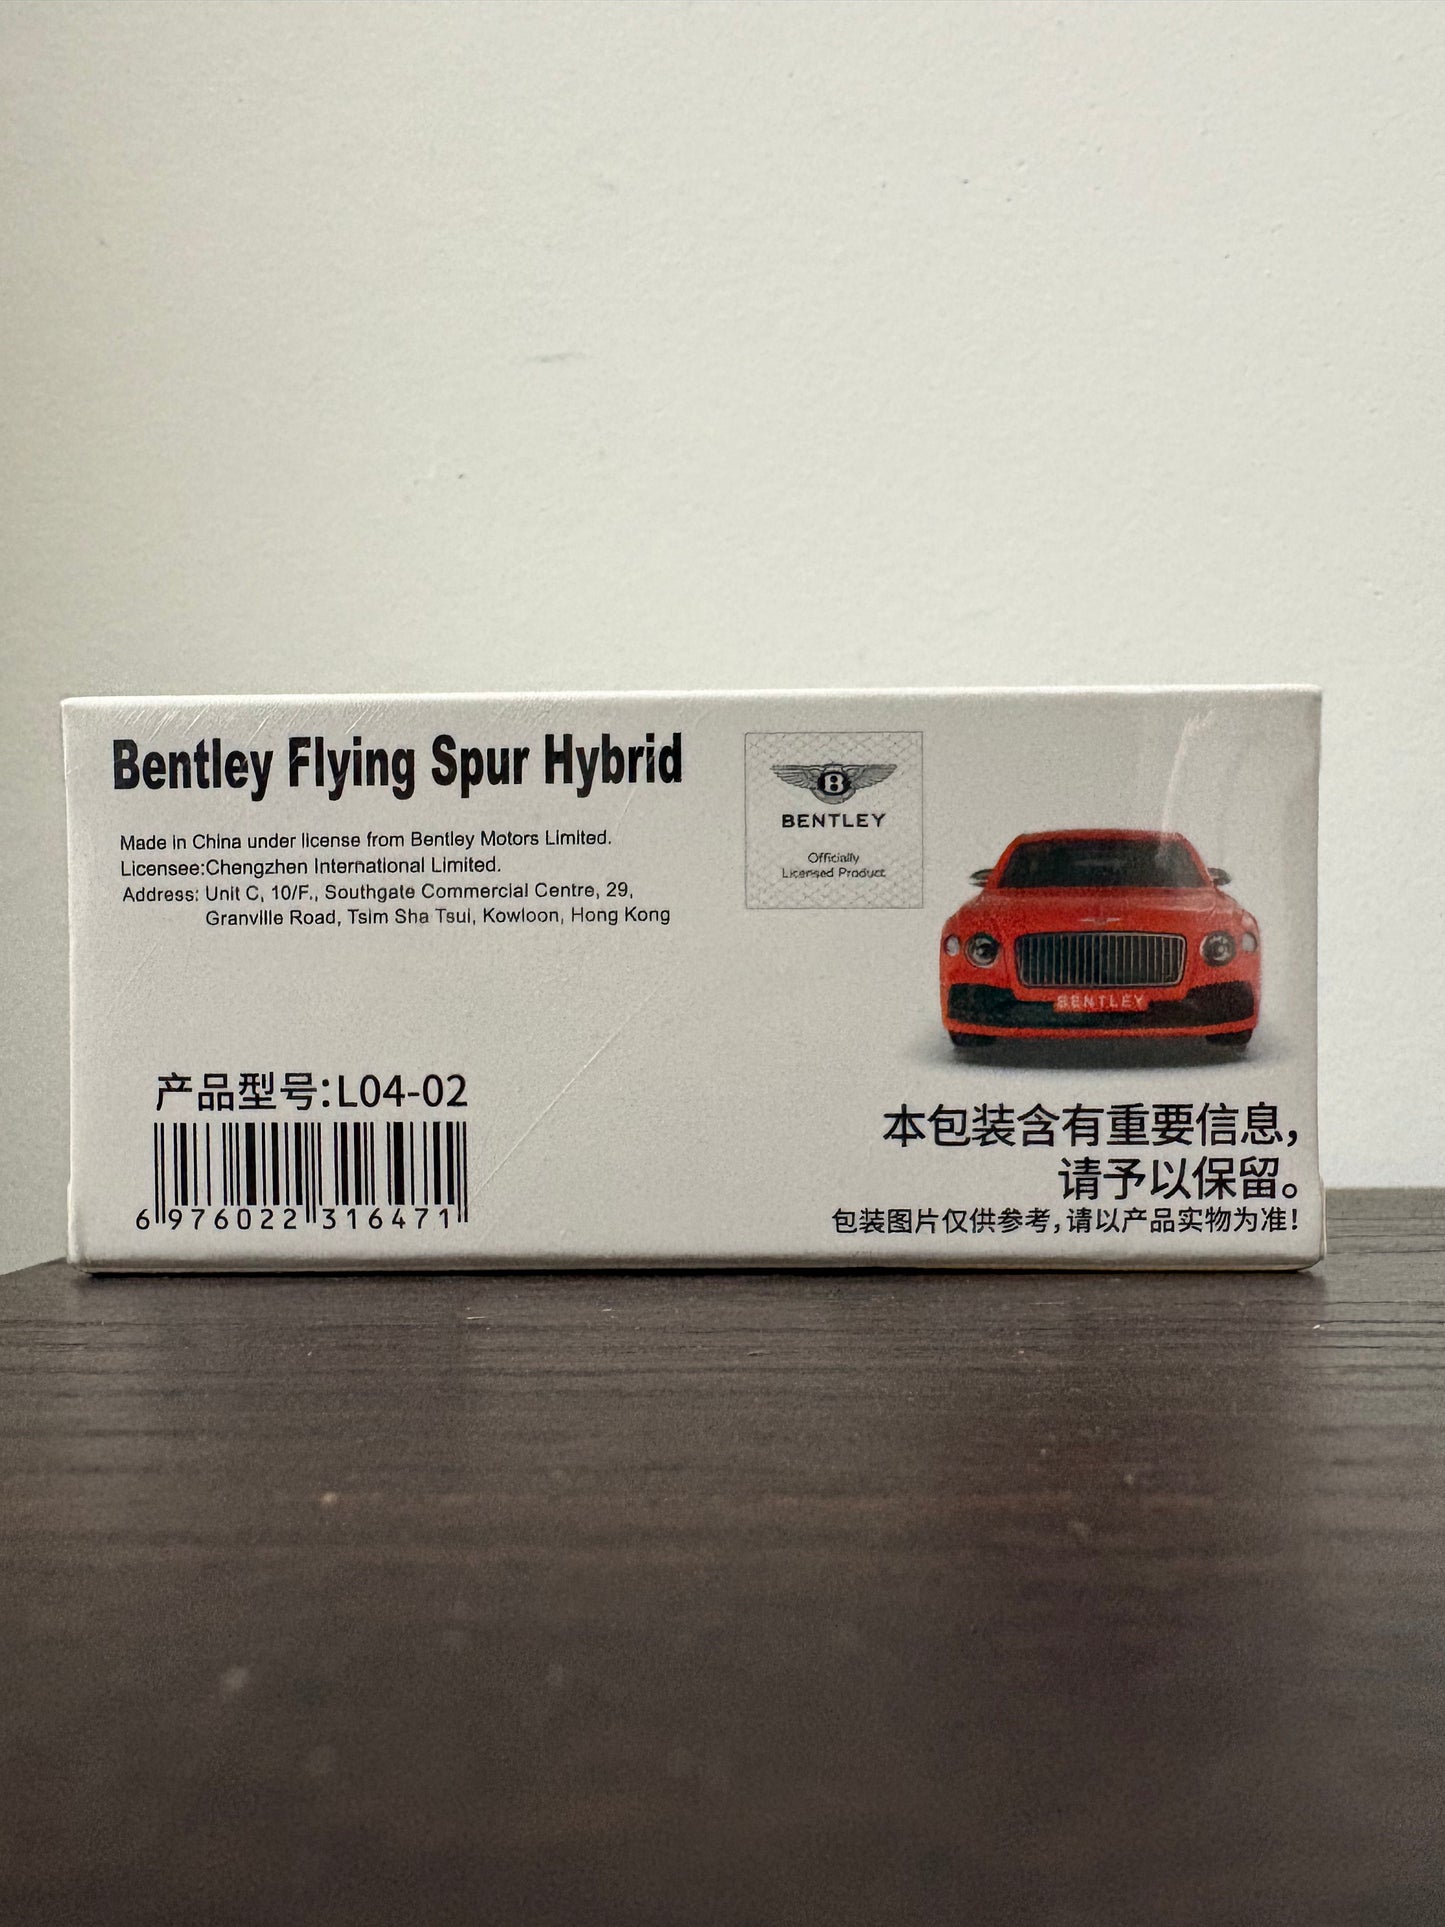 Bentley Flying Spur Hybrid
Made in China under license from Bentley Motors Limited.
Licensee:Chengzhen International Limited.
Address: Unit C, 10/F., Southgate Commercial Centre, 29,
Granville Road, Tsim Sha Tsui, Kowloon, Hong Kong
B
BENTLEY
Officially
Licensed Product
BENTLEY
产品型号:L04-02
6 976022 316471
本包装含有重要信息，
请予以保留。
包装图片仅供参考，请以产品实物为准！